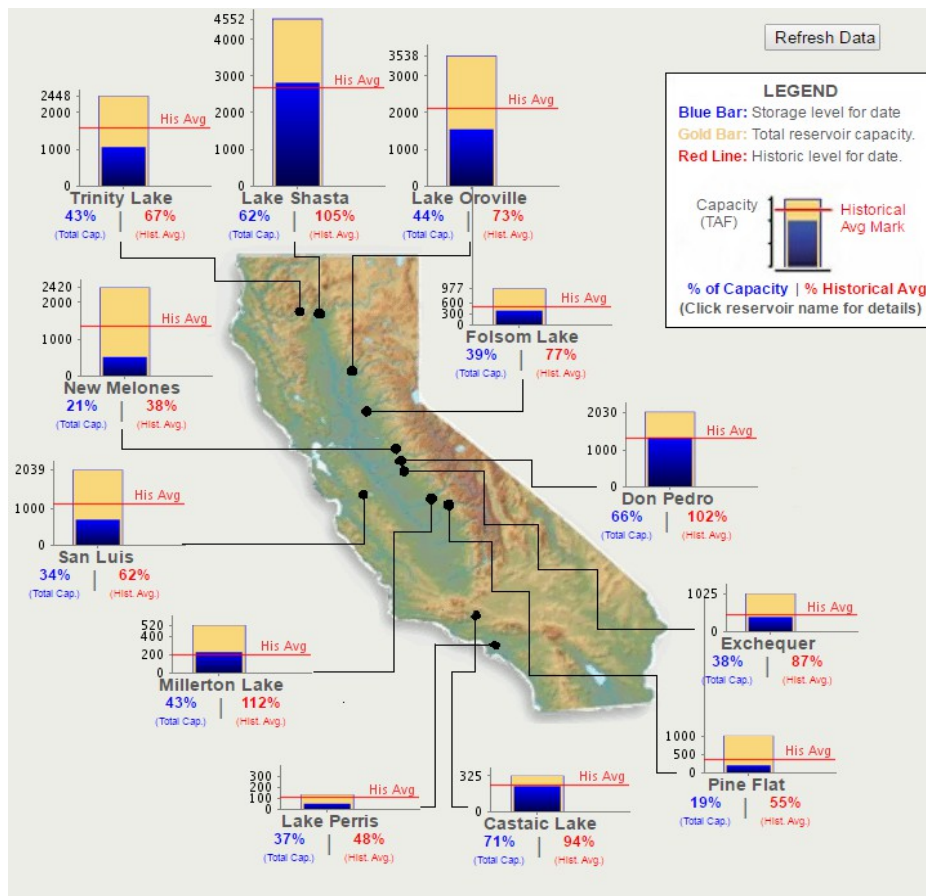 4552
4000
3000
2000
1000
0
His Avg
Lake Shasta
62% | 105%
(Total Cap.) (Hist. Avg.)
2448
1000
0
His Avg
Trinity Lake
43% | 67%
(Total Cap.) (Hist. Avg.)
3538
3000
2000
1000
0
His Avg
Lake Oroville
44% | 73%
(Total Cap.) (Hist. Avg.)
Refresh Data
LEGEND
Blue Bar: Storage level for date
Gold Bar: Total reservoir capacity.
Red Line: Historic level for date.
Capacity
(TAF)
Historical
Avg Mark
% of Capacity | % Historical Avg
(Click reservoir name for details)
2420
2000
1000
0
His Avg
New Melones
21% | 38%
(Total Cap.) (Hist. Avg.)
977
600
300
0
His Avg
Folsom Lake
39% | 77%
(Total Cap.) (Hist. Avg.)
2030
1000
0
His Avg
Don Pedro
66% | 102%
(Total Cap.) (Hist. Avg.)
2039
1000
0
His Avg
San Luis
34% | 62%
(Total Cap.) (Hist. Avg.)
1025
0
His Avg
Exchequer
38% | 87%
(Total Cap.) (Hist. Avg.)
520
400
200
0
His Avg
Millerton Lake
43% | 112%
(Total Cap.) (Hist. Avg.)
1000
500
0
His Avg
Pine Flat
19% | 55%
(Total Cap.) (Hist. Avg.)
300
200
100
0
His Avg
Lake Perris
37% | 48%
(Total Cap.) (Hist. Avg.)
325
0
His Avg
Castaic Lake
71% | 94%
(Total Cap.) (Hist. Avg.)